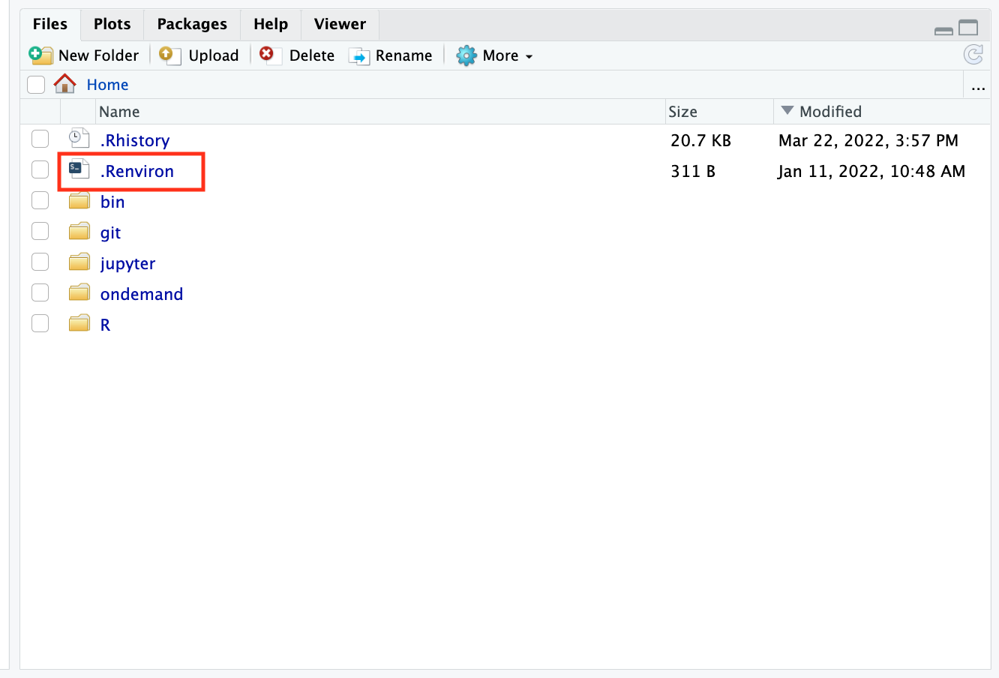 Files Plots Packages Help Viewer
New Folder Upload Delete Rename More
Home ...
Name Size Modified
.Rhistory 20.7 KB Mar 22, 2022, 3:57 PM
.Renviron 311 B Jan 11, 2022, 10:48 AM
bin
git
jupyter
ondemand
R